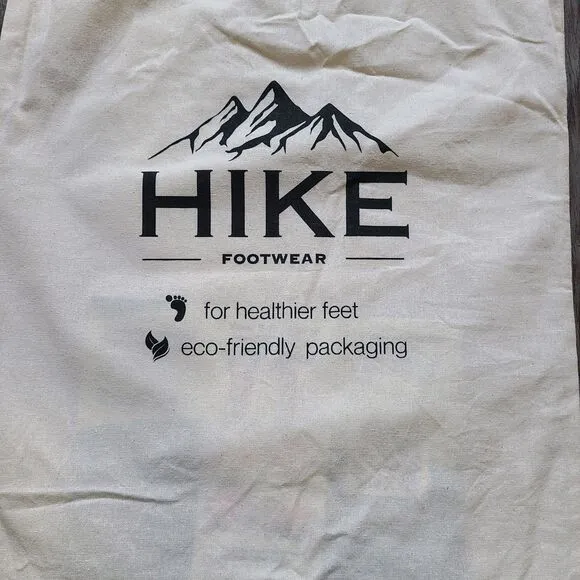 HIKE
FOOTWEAR
for healthier feet
eco-friendly packaging